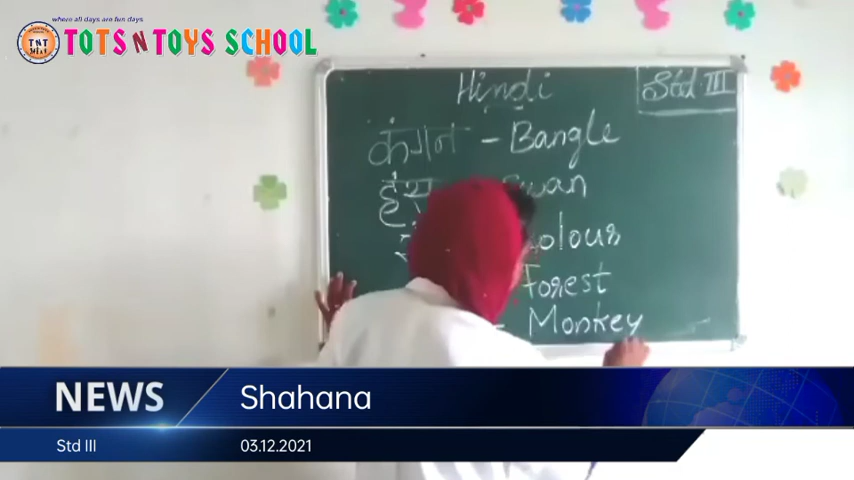 where all days are fun days
TOTS N TOYS SCHOOL
TNT
Hindi
Std III
कंगन - Bangle
हंस Swan
olour
Forest
- Monkey
NEWS
Shahana
Std III
03.12.2021